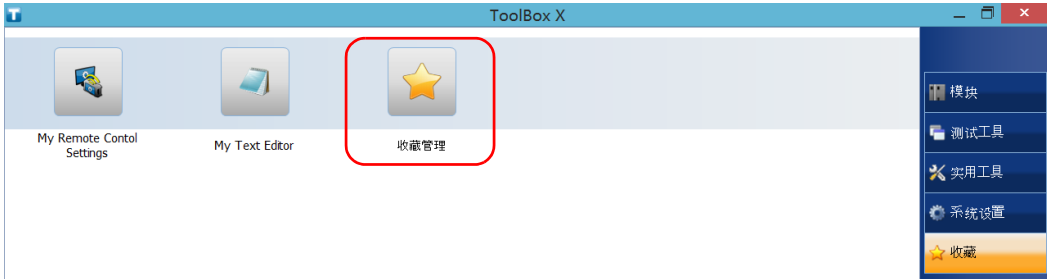 ToolBox X
My Remote Contol
Settings
My Text Editor
收藏管理
模块
测试工具
实用工具
系统设置
收藏